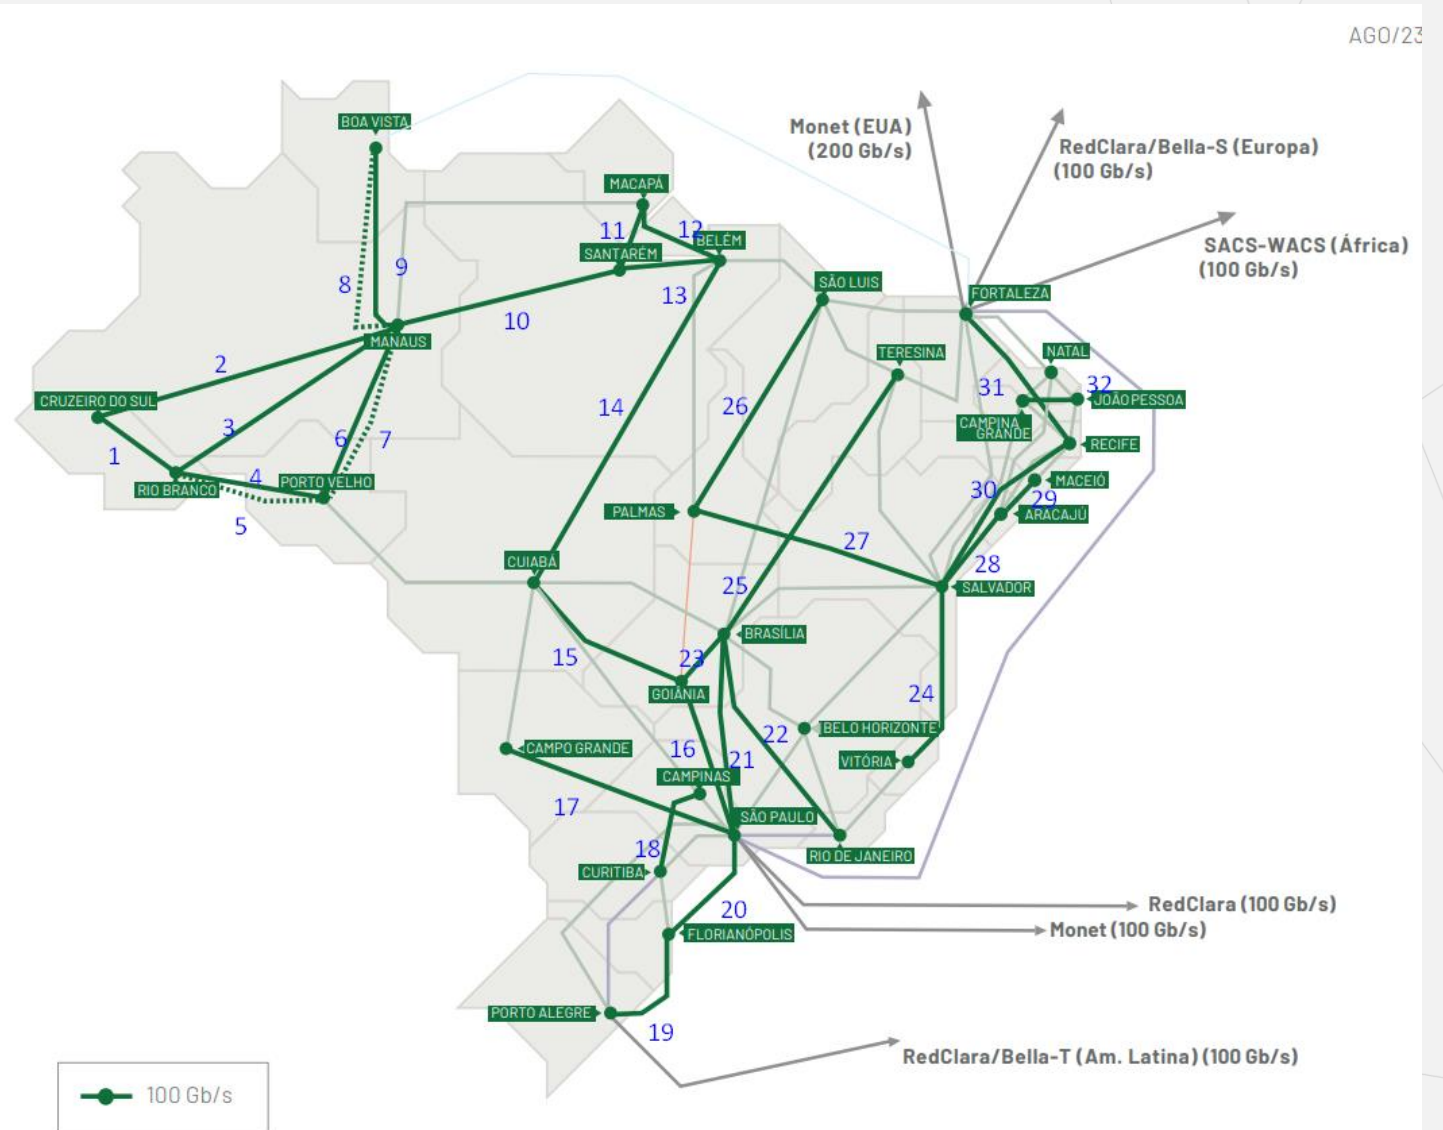 AGO/23
BOA VISTA
Monet (EUA)
(200 Gb/s)
RedClara/Bella-S (Europa)
(100 Gb/s)
MACAPÁ
SACS-WACS (África)
(100 Gb/s)
11
12
BELÉM
SANTARÉM
9
8
13
SÃO LUIS
FORTALEZA
10
MANAUS
TERESINA
NATAL
2
CRUZEIRO DO SUL
31
32
JOÃO PESSOA
14
26
3
CAMPINA
GRANDE
6
7
RECIFE
1
4
PORTO VELHO
RIO BRANCO
30
MACEIÓ
29
5
PALMAS
ARACAJÚ
27
CUIABÁ
28
25
SALVADOR
BRASÍLIA
15
23
GOIÂNIA
24
22
BELO HORIZONTE
CAMPO GRANDE
16
21
VITÓRIA
CAMPINAS
17
SÃO PAULO
18
RIO DE JANEIRO
CURITIBA
RedClara (100 Gb/s)
20
Monet (100 Gb/s)
FLORIANÓPOLIS
PORTO ALEGRE
19
RedClara/Bella-T (Am. Latina) (100 Gb/s)
100 Gb/s